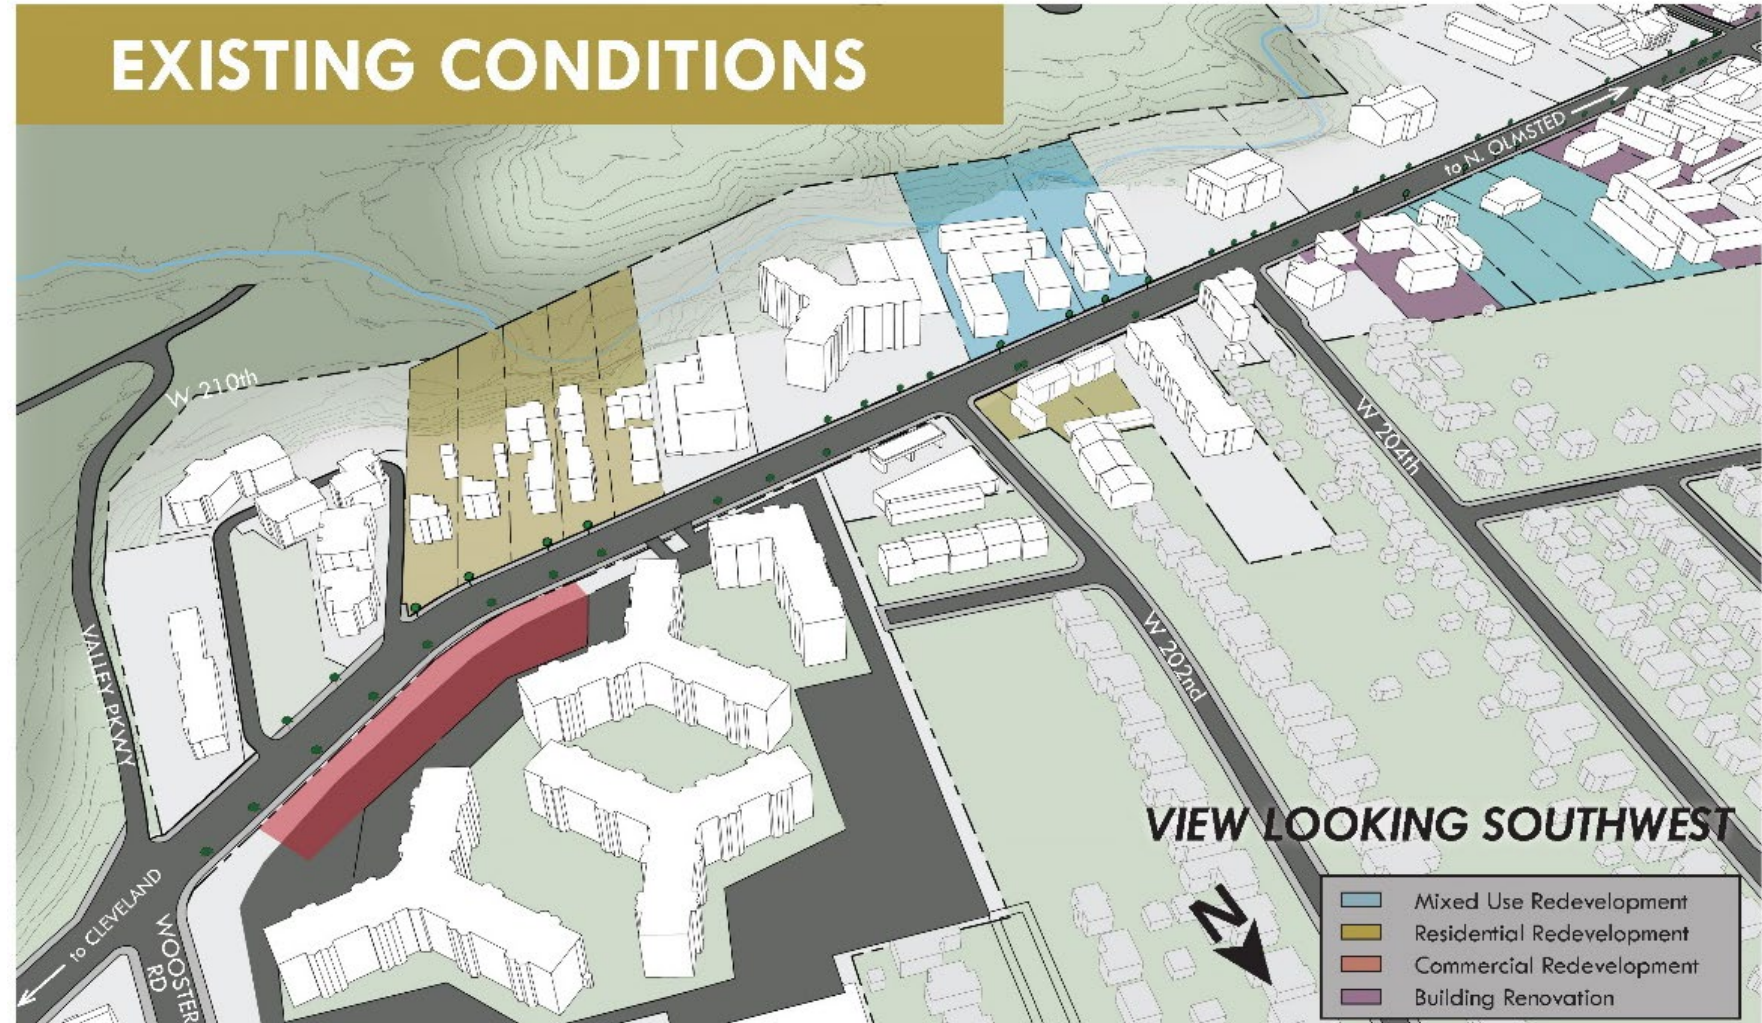 EXISTING CONDITIONS
to N. OLMSTED
W 210th
W 204th
VALLEY PKWY
W 202nd
VIEW LOOKING SOUTHWEST
to CLEVELAND
WOOSTER
RD
N
Mixed Use Redevelopment
Residential Redevelopment
Commercial Redevelopment
Building Renovation